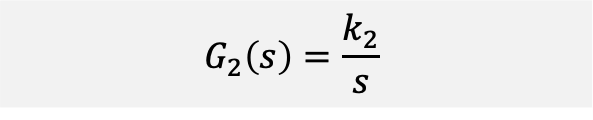 G₂(s) = k₂/s